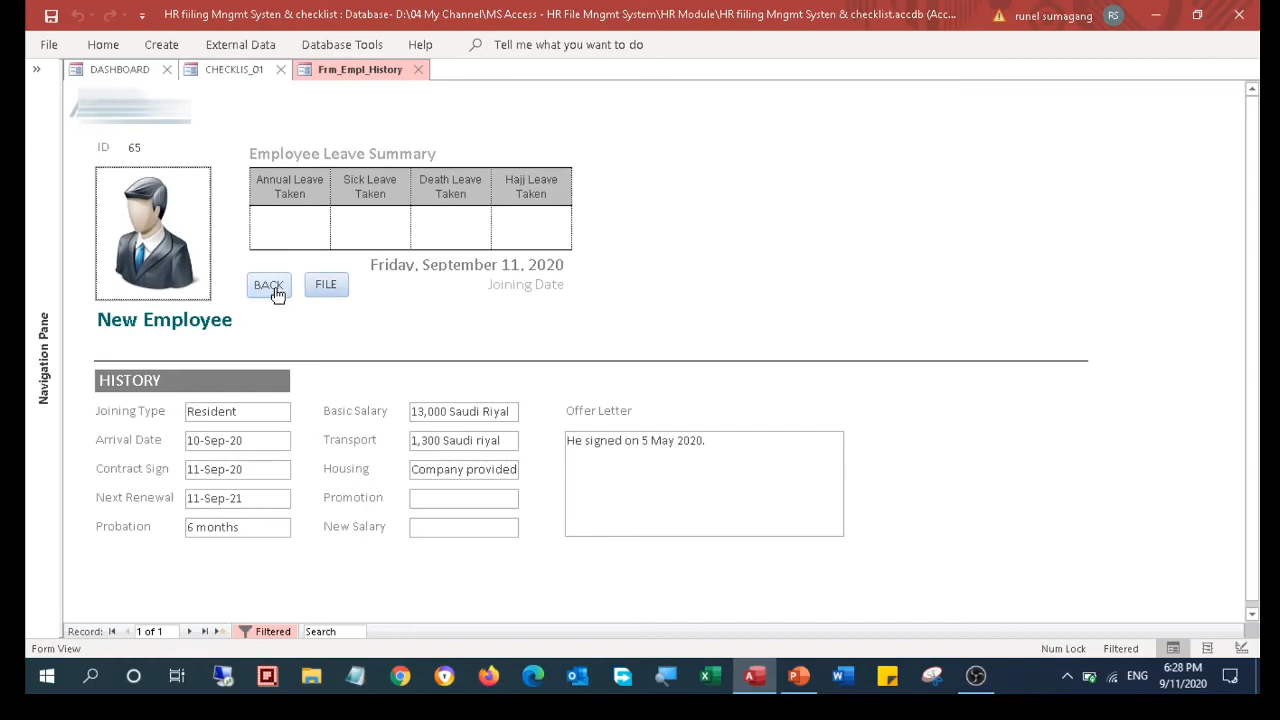 HR fiiling Mngmt Systen & checklist : Database- D:\04 My Channel\MS Access - HR File Mngmt System\HR Module\HR fiiling Mngmt Systen & checklist.accdb (Acc...
runel sumagang
RS
File Home Create External Data Database Tools Help Tell me what you want to do
DASHBOARD CHECKLIS_01 Frm_Empl_History
Navigation Pane
ID 65
Employee Leave Summary
Annual Leave Taken
Sick Leave Taken
Death Leave Taken
Hajj Leave Taken
Friday, September 11, 2020
BACK FILE Joining Date
New Employee
HISTORY
Joining Type Resident Basic Salary 13,000 Saudi Riyal Offer Letter
Arrival Date 10-Sep-20 Transport 1,300 Saudi riyal He signed on 5 May 2020.
Contract Sign 11-Sep-20 Housing Company provided
Next Renewal 11-Sep-21 Promotion
Probation 6 months New Salary
Record: 1 of 1 Filtered Search
Form View Num Lock Filtered
ENG 6:28 PM
9/11/2020